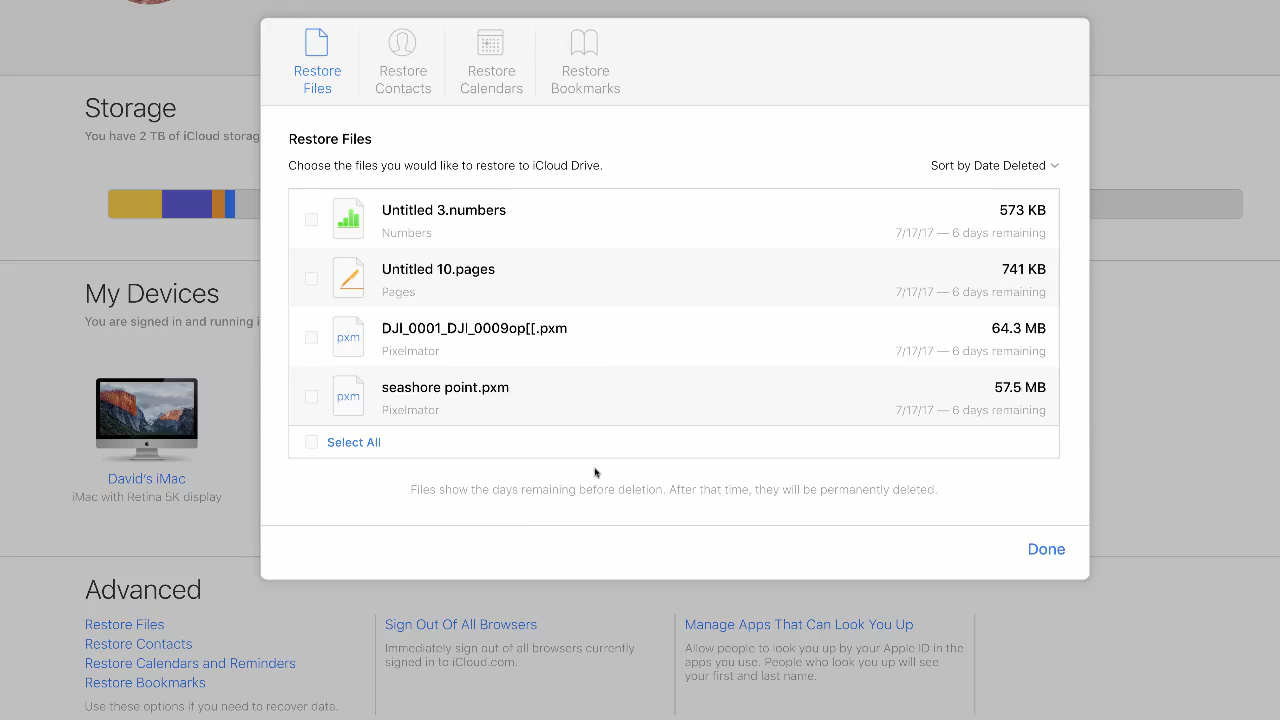 Restore
Files
Restore
Contacts
Restore
Calendars
Restore
Bookmarks
Storage
You have 2 TB of iCloud storag
Restore Files
Choose the files you would like to restore to iCloud Drive.
Sort by Date Deleted
Untitled 3.numbers
573 KB
Numbers
7/17/17 — 6 days remaining
Untitled 10.pages
741 KB
Pages
7/17/17 — 6 days remaining
pxm
DJI_0001_DJI_0009op[[.pxm
64.3 MB
Pixelmator
7/17/17 — 6 days remaining
pxm
seashore point.pxm
57.5 MB
Pixelmator
7/17/17 — 6 days remaining
Select All
Files show the days remaining before deletion. After that time, they will be permanently deleted.
Done
My Devices
You are signed in and running i
David's iMac
iMac with Retina 5K display
Advanced
Restore Files
Restore Contacts
Restore Calendars and Reminders
Restore Bookmarks
Use these options if you need to recover data.
Sign Out Of All Browsers
Immediately sign out of all browsers currently
signed in to iCloud.com.
Manage Apps That Can Look You Up
Allow people to look you up by your Apple ID in the
apps you use. People who look you up will see
your first and last name.